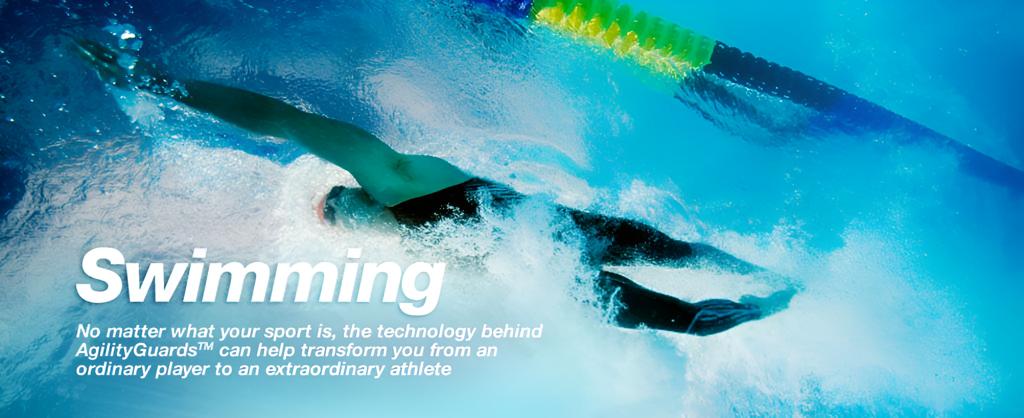 Swimming
No matter what your sport is, the technology behind
AgilityGuards™ can help transform you from an
ordinary player to an extraordinary athlete